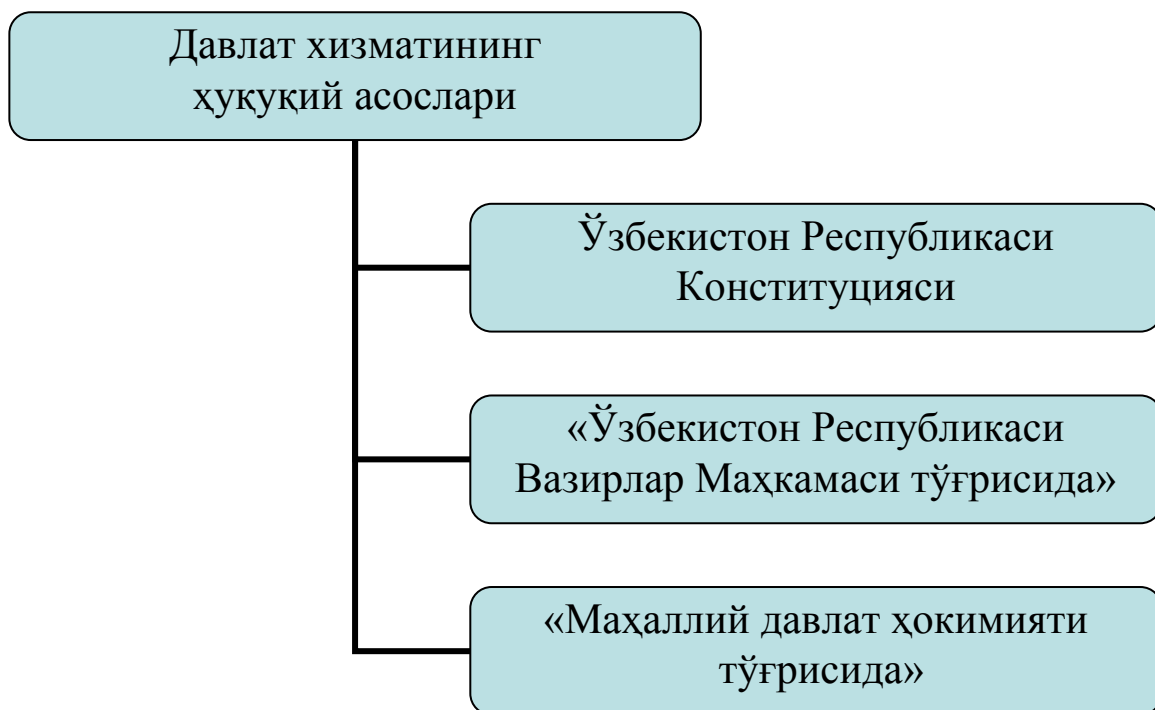 Давлат хизматининг
ҳуқуқий асослари
Ўзбекистон Республикаси
Конституцияси
«Ўзбекистон Республикаси
Вазирлар Маҳкамаси тўғрисида»
«Маҳаллий давлат ҳокимияти
тўғрисида»